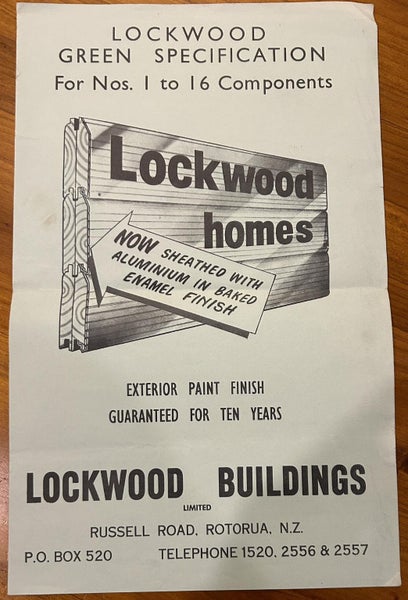 LOCKWOOD
GREEN SPECIFICATION
For Nos. 1 to 16 Components
Lockwood
homes
NOW SHEATHED WITH
ALUMINIUM IN BAKED
ENAMEL FINISH
EXTERIOR PAINT FINISH
GUARANTEED FOR TEN YEARS
LOCKWOOD BUILDINGS
LIMITED
RUSSELL ROAD, ROTORUA, N.Z.
P.O. BOX 520 TELEPHONE 1520, 2556 & 2557